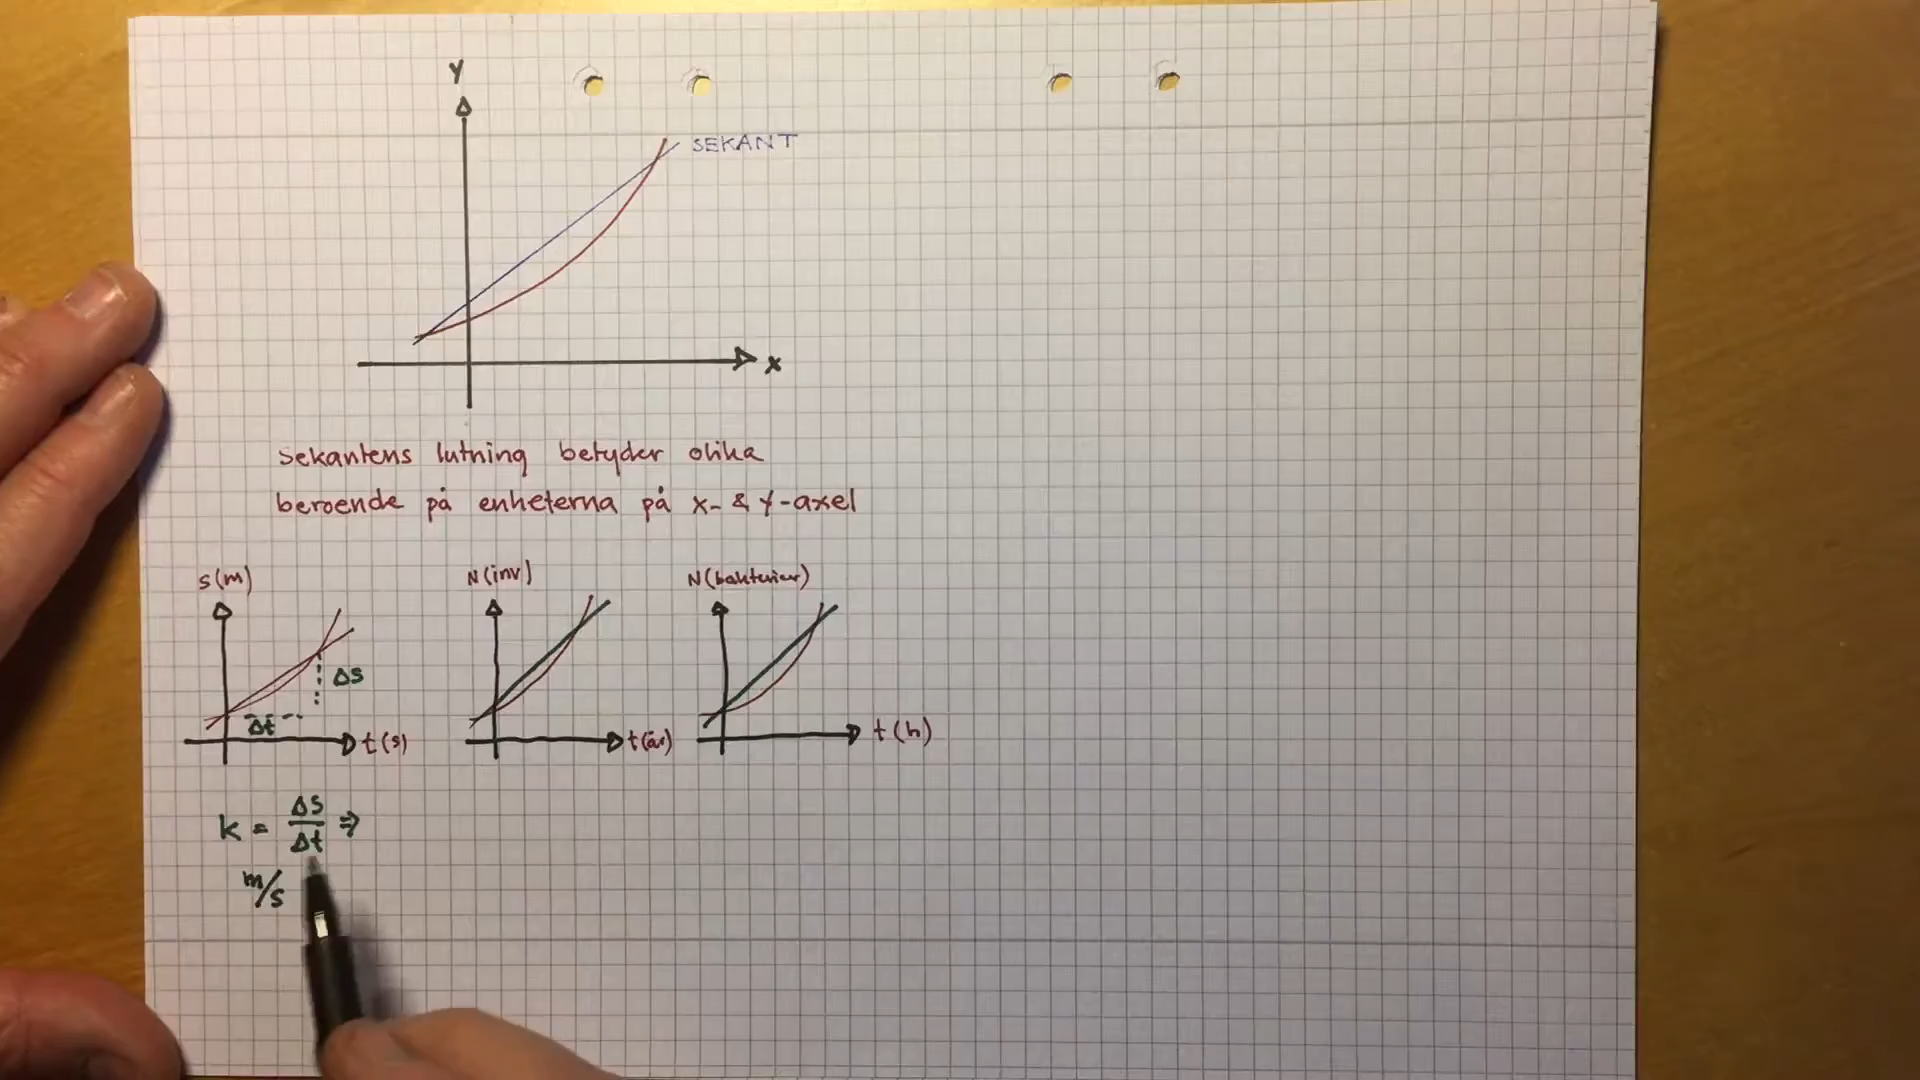 Y
SEKANT
x
sekantens lutning betyder olika
beroende på enheterna på x- & y-axel
s(m)
N(inv)
N(bakterier)
Δs
Δt
t(s)
t(år)
t(h)
k = Δs/Δt ⇒
m/s